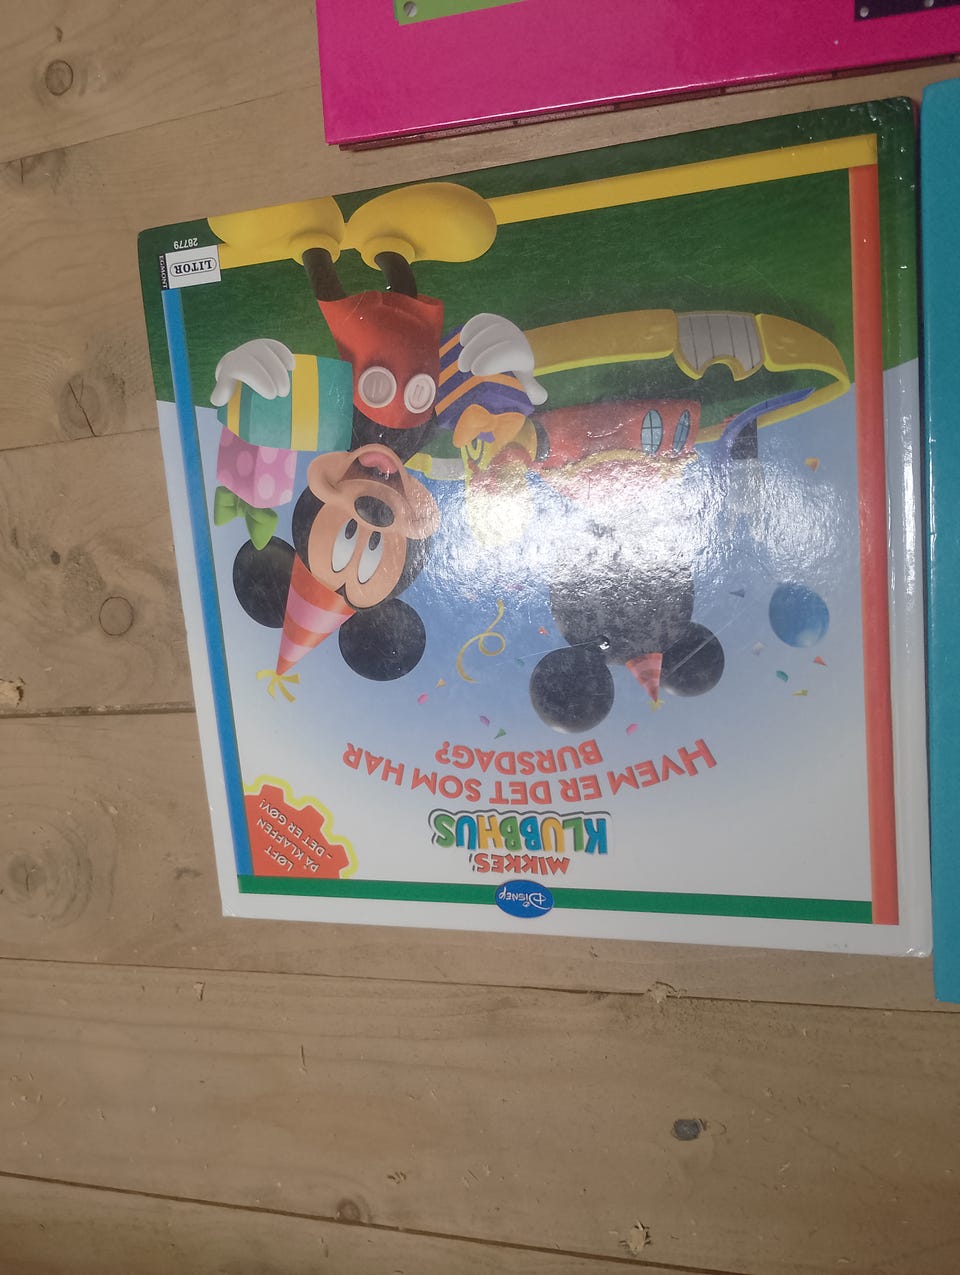 Disney
MIKKES
KLUBBHUS
HVEM ER DET SOM HAR
BURSDAG?
LØFT
PÅ KLAFFEN
- DET ER GØY!
LITOR
EGMONT
28779